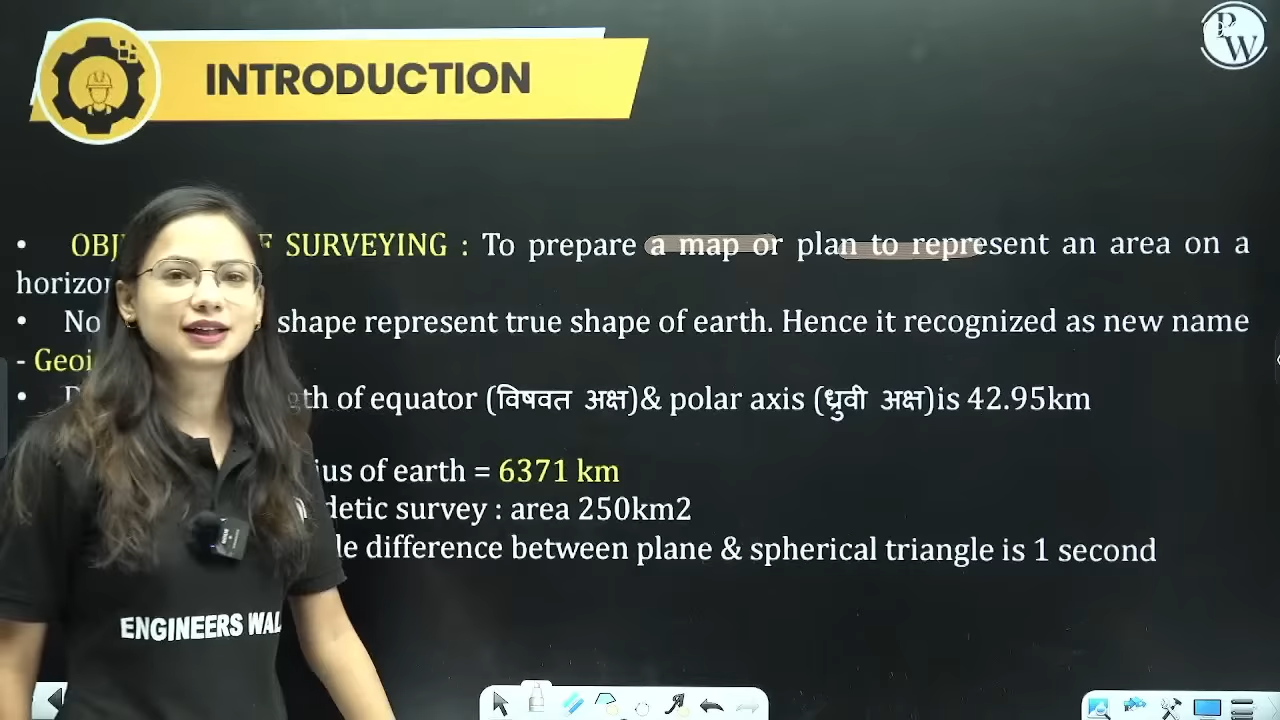 INTRODUCTION
PW
• OBJ SURVEYING : To prepare a map or plan to represent an area on a
horizon
• No shape represent true shape of earth. Hence it recognized as new name
- Geoi
• gth of equator (विषवत अक्ष)& polar axis (ध्रुवी अक्ष)is 42.95km
ius of earth = 6371 km
detic survey : area 250km2
le difference between plane & spherical triangle is 1 second
ENGINEERS WAL